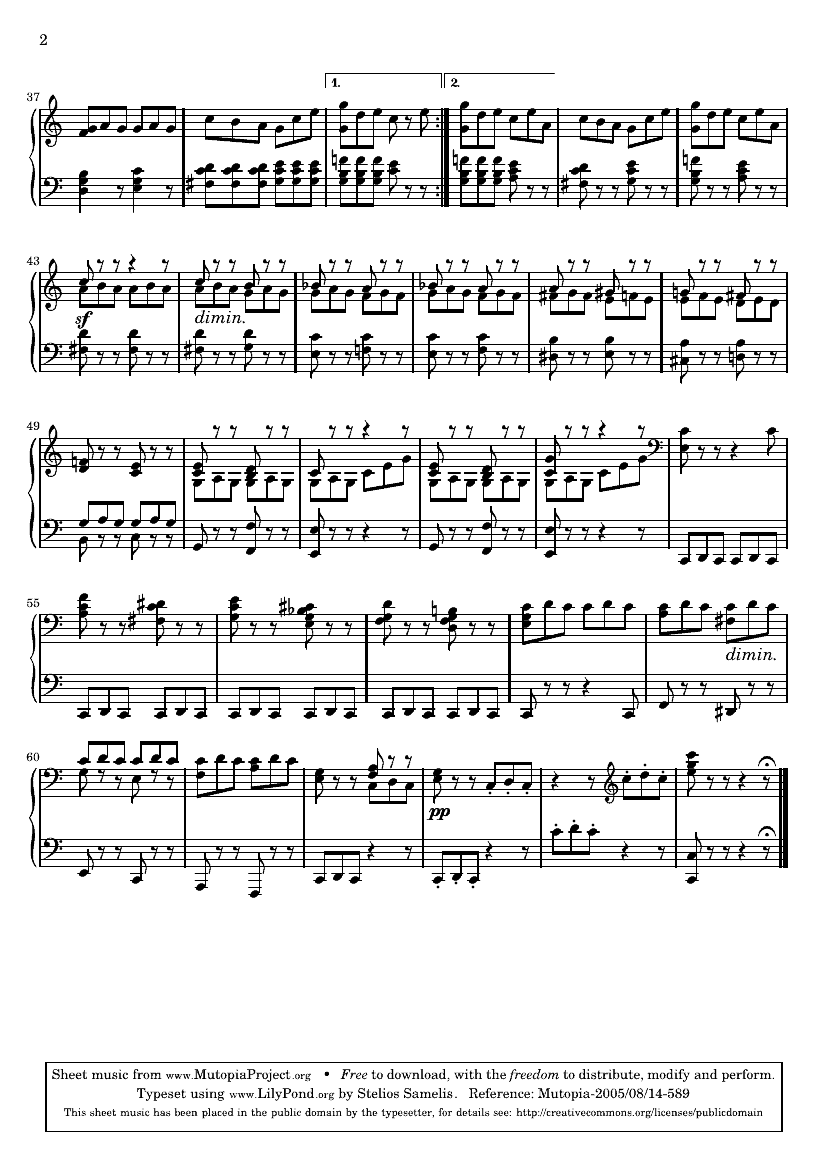 2
1.
2.
37
43
sf
dimin.
49
55
dimin.
60
pp
Sheet music from www.MutopiaProject.org • Free to download, with the freedom to distribute, modify and perform.
Typeset using www.LilyPond.org by Stelios Samelis. Reference: Mutopia-2005/08/14-589
This sheet music has been placed in the public domain by the typesetter, for details see: http://creativecommons.org/licenses/publicdomain